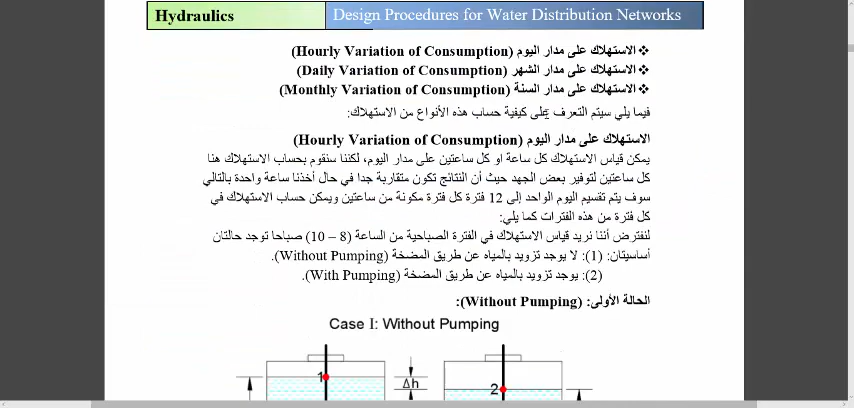 Hydraulics
Design Procedures for Water Distribution Networks
❖ الاستهلاك على مدار اليوم (Hourly Variation of Consumption)
❖ الاستهلاك على مدار الشهر (Daily Variation of Consumption)
❖ الاستهلاك على مدار السنة (Monthly Variation of Consumption)
فيما يلي سيتم التعرف على كيفية حساب هذه الأنواع من الاستهلاك:
الاستهلاك على مدار اليوم (Hourly Variation of Consumption)
يمكن قياس الاستهلاك كل ساعة او كل ساعتين على مدار اليوم، لكننا سنقوم بحساب الاستهلاك هنا
كل ساعتين لتوفير بعض الجهد حيث أن النتائج تكون متقاربة جدا في حال أخذنا ساعة واحدة بالتالي
سوف يتم تقسيم اليوم الواحد إلى 12 فترة كل فترة مكونة من ساعتين ويمكن حساب الاستهلاك في
كل فترة من هذه الفترات كما يلي:
لنفترض أننا نريد قياس الاستهلاك في الفترة الصباحية من الساعة (8 – 10) صباحا توجد حالتان
أساسيتان: (1): لا يوجد تزويد بالمياه عن طريق المضخة (Without Pumping).
(2): يوجد تزويد بالمياه عن طريق المضخة (With Pumping).
الحالة الأولى: (Without Pumping):
Case I: Without Pumping
1
Δh
2